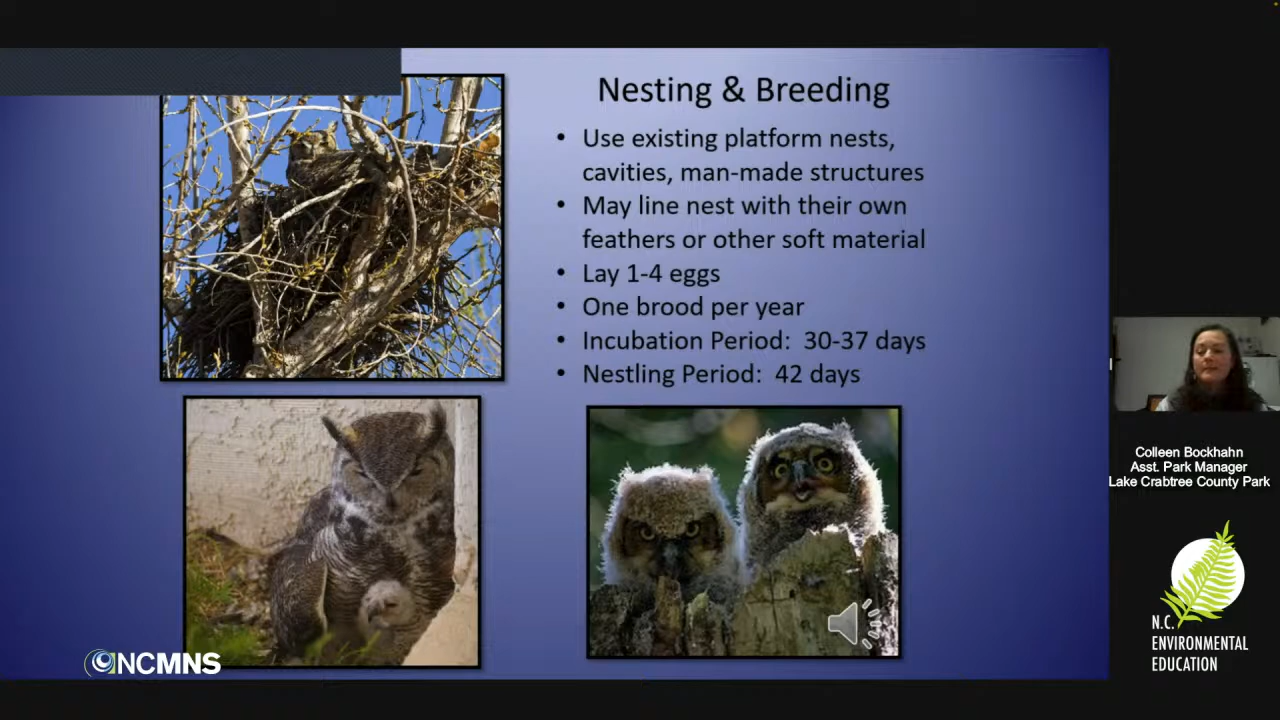 Nesting & Breeding
• Use existing platform nests,
cavities, man-made structures
• May line nest with their own
feathers or other soft material
• Lay 1-4 eggs
• One brood per year
• Incubation Period: 30-37 days
• Nestling Period: 42 days
Colleen Bockhahn
Asst. Park Manager
Lake Crabtree County Park
NCMNS
N.C.
ENVIRONMENTAL
EDUCATION